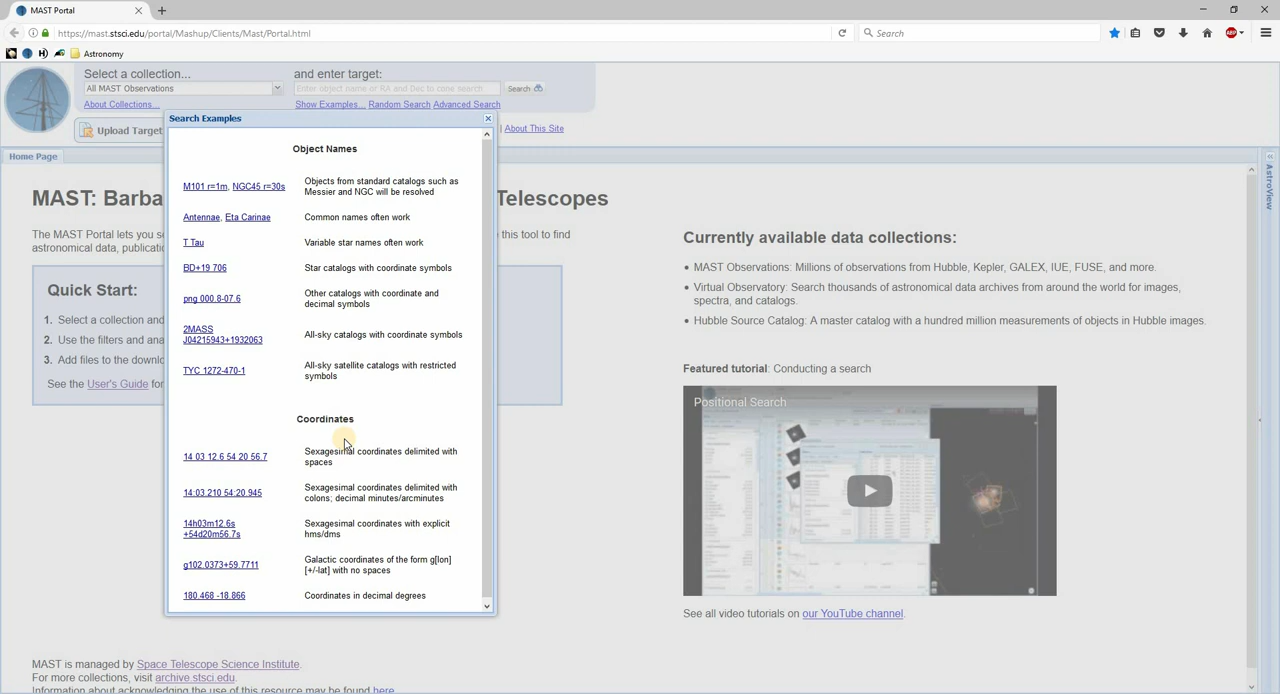 MAST Portal
https://mast.stsci.edu/portal/Mashup/Clients/Mast/Portal.html
Search
ABP
Astronomy
Select a collection...
and enter target:
All MAST Observations
Enter object name or RA and Dec to cone search
Search
About Collections...
Show Examples... Random Search Advanced Search
Upload Target
| About This Site
Home Page
AstroView
MAST: Barba
Telescopes
The MAST Portal lets you se
this tool to find
astronomical data, publicatio
Quick Start:
1. Select a collection and
2. Use the filters and ana
3. Add files to the downlo
See the User's Guide for
Search Examples
Object Names
M101 r=1m, NGC45 r=30s
Objects from standard catalogs such as
Messier and NGC will be resolved
Antennae, Eta Carinae
Common names often work
T Tau
Variable star names often work
BD+19 706
Star catalogs with coordinate symbols
png 000.8-07.6
Other catalogs with coordinate and
decimal symbols
2MASS
J04215943+1932063
All-sky catalogs with coordinate symbols
TYC 1272-470-1
All-sky satellite catalogs with restricted
symbols
Coordinates
14 03 12.6 54 20 56.7
Sexagesimal coordinates delimited with
spaces
14:03.210 54:20.945
Sexagesimal coordinates delimited with
colons; decimal minutes/arcminutes
14h03m12.6s
+54d20m56.7s
Sexagesimal coordinates with explicit
hms/dms
g102.0373+59.7711
Galactic coordinates of the form g[lon]
[+/-lat] with no spaces
180.468 -18.866
Coordinates in decimal degrees
Currently available data collections:
• MAST Observations: Millions of observations from Hubble, Kepler, GALEX, IUE, FUSE, and more.
• Virtual Observatory: Search thousands of astronomical data archives from around the world for images,
spectra, and catalogs.
• Hubble Source Catalog: A master catalog with a hundred million measurements of objects in Hubble images.
Featured tutorial: Conducting a search
Positional Search
See all video tutorials on our YouTube channel.
MAST is managed by Space Telescope Science Institute.
For more collections, visit archive.stsci.edu.
Information about acknowledging the use of this resource may be found here